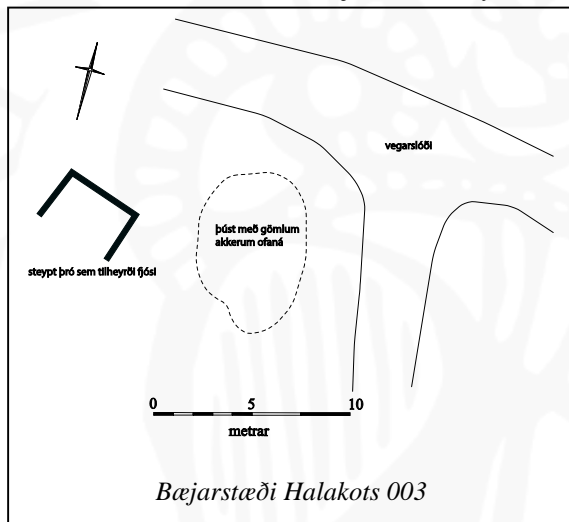 vegarslóði
þúst með gömlum
akkerum ofaná
steypt þró sem tilheyrði fjósi
0 5 10
metrar
Bæjarstæði Halakots 003